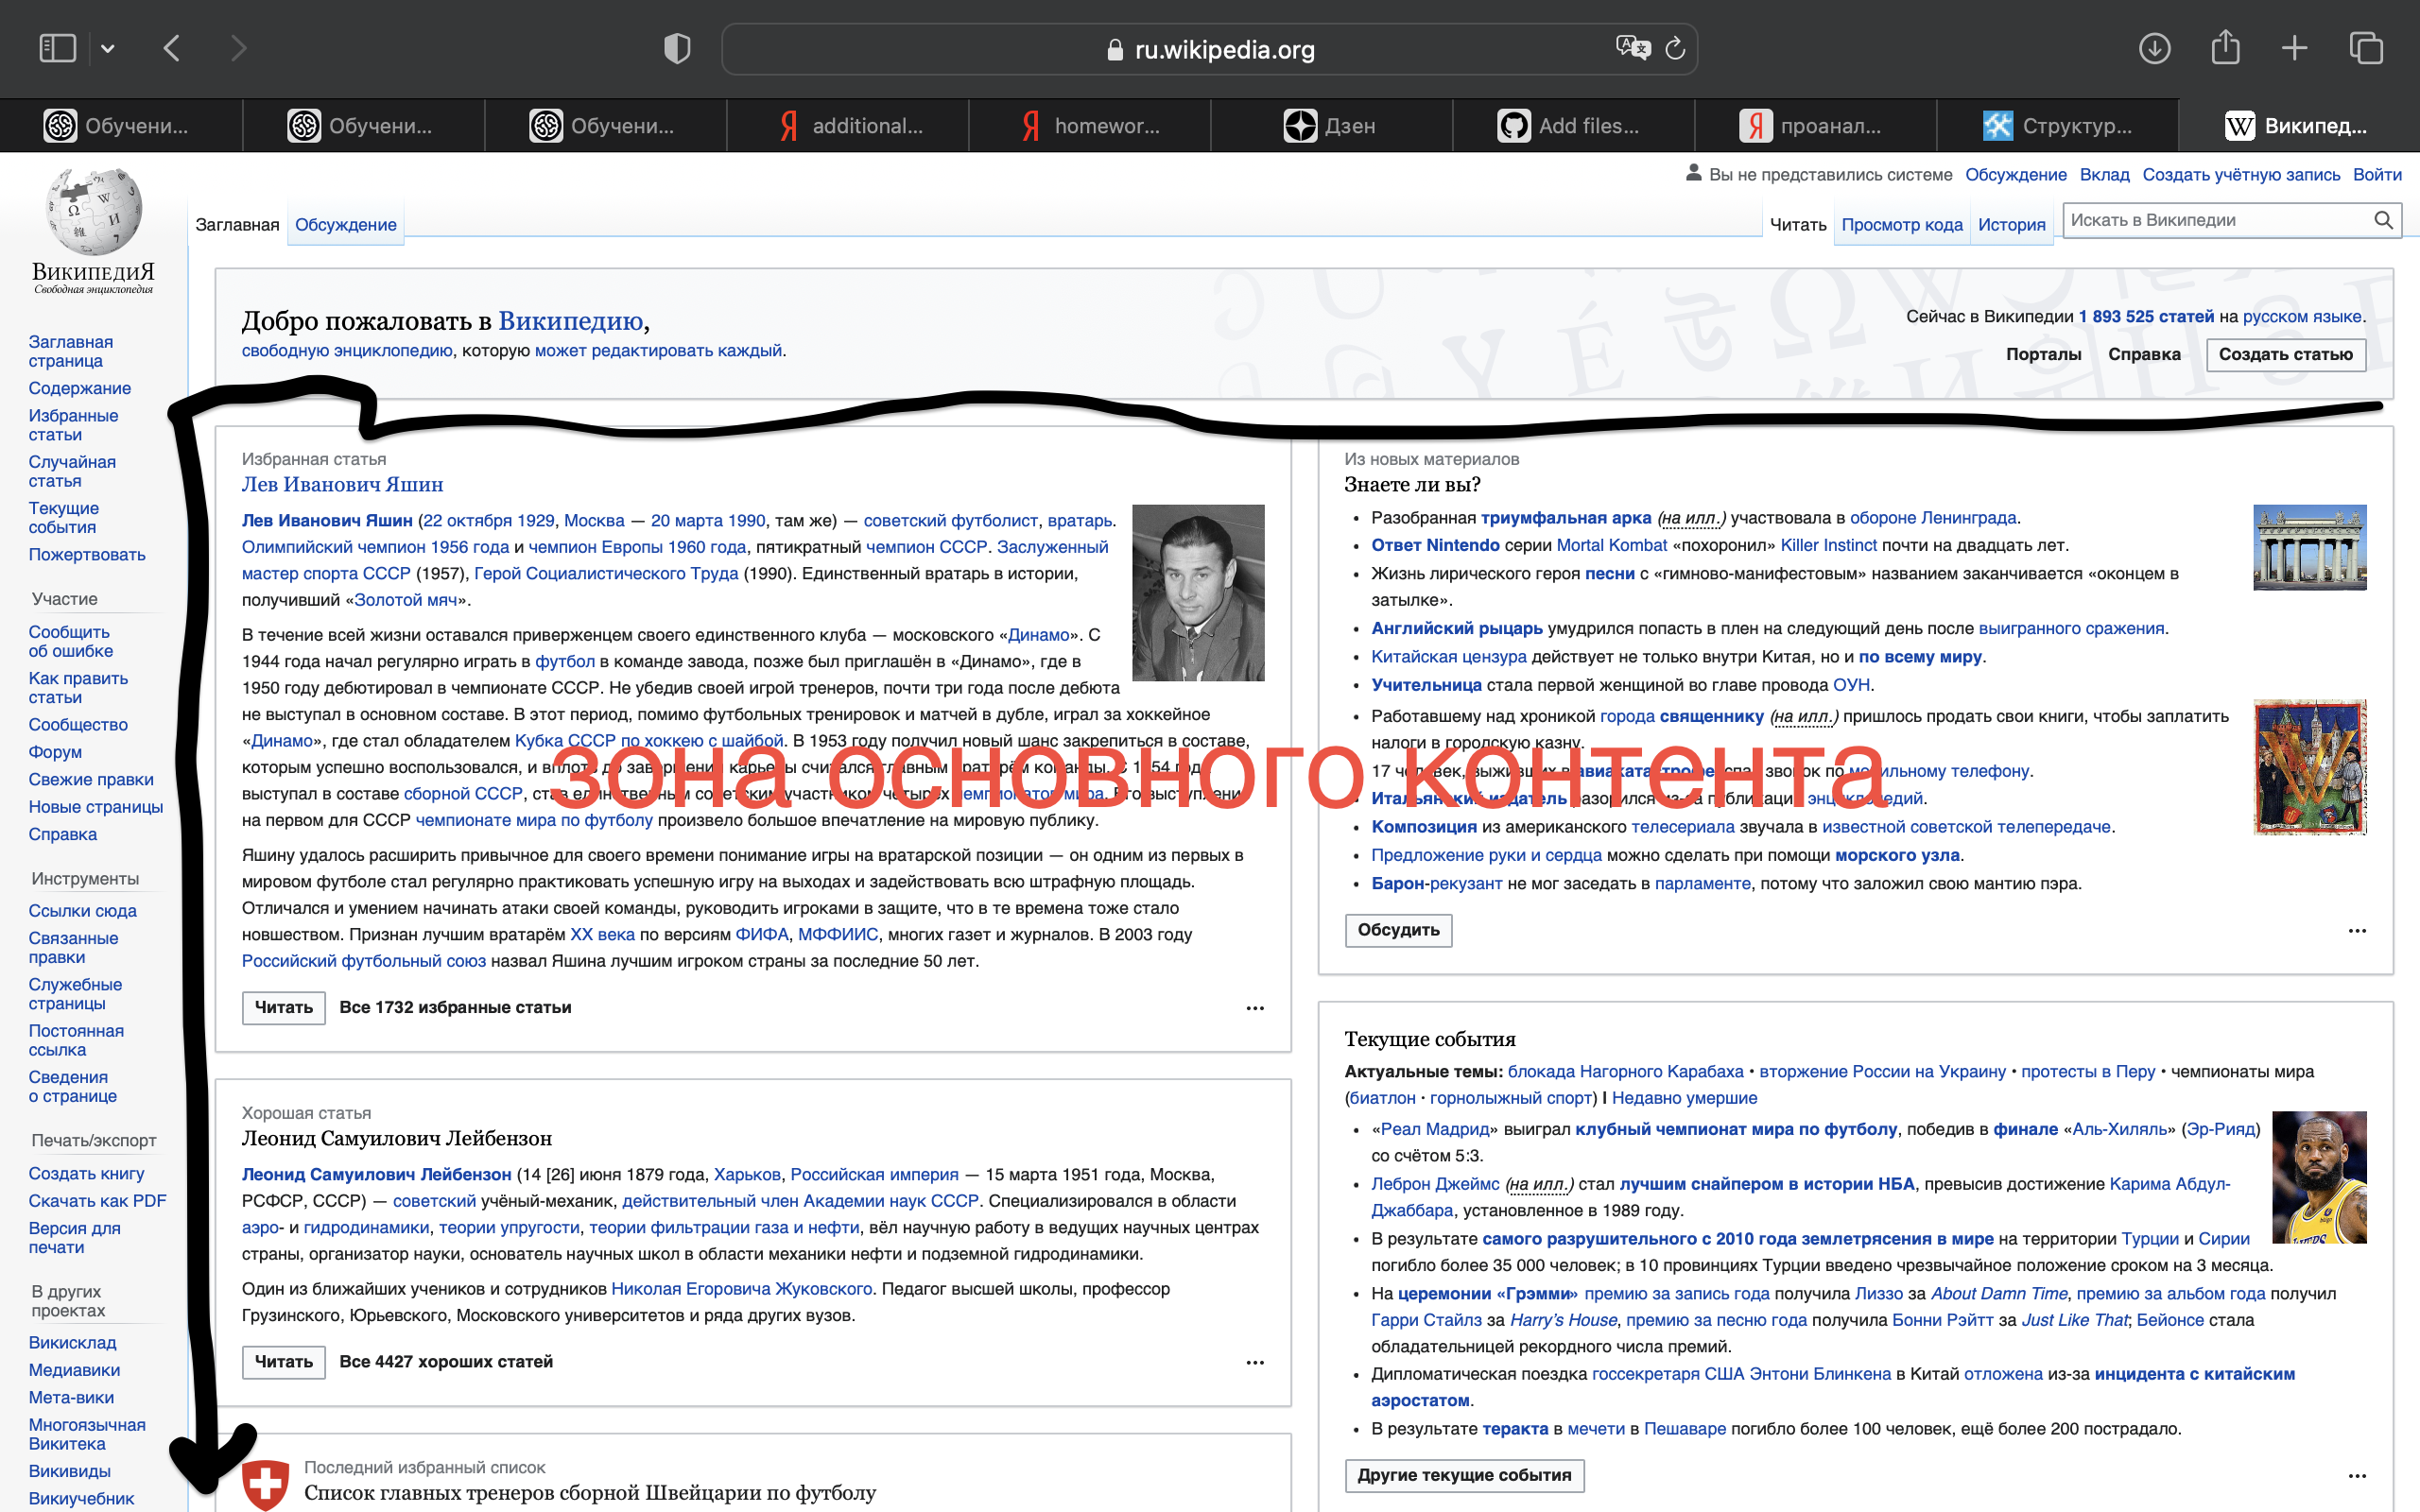 ru.wikipedia.org
Обучени...
Обучени...
Обучени...
additional...
homewor...
Дзен
Add files...
проанал...
Структур...
Википед...
Вы не представились системе Обсуждение Вклад Создать учётную запись Войти
ВИКИПЕДИЯ
Свободная энциклопедия
Заглавная Обсуждение
Читать Просмотр кода История Искать в Википедии
Заглавная
страница
Содержание
Избранные
статьи
Случайная
статья
Текущие
события
Пожертвовать
Участие
Сообщить
об ошибке
Как править
статьи
Сообщество
Форум
Свежие правки
Новые страницы
Справка
Инструменты
Ссылки сюда
Связанные
правки
Служебные
страницы
Постоянная
ссылка
Сведения
о странице
Печать/экспорт
Создать книгу
Скачать как PDF
Версия для
печати
В других
проектах
Викисклад
Медиавики
Мета-вики
Многоязычная
Викитека
Викивиды
Викиучебник
Добро пожаловать в Википедию,
свободную энциклопедию, которую может редактировать каждый.
Сейчас в Википедии 1 893 525 статей на русском языке.
Порталы Справка Создать статью
Избранная статья
Лев Иванович Яшин
Лев Иванович Яшин (22 октября 1929, Москва — 20 марта 1990, там же) — советский футболист, вратарь.
Олимпийский чемпион 1956 года и чемпион Европы 1960 года, пятикратный чемпион СССР. Заслуженный
мастер спорта СССР (1957), Герой Социалистического Труда (1990). Единственный вратарь в истории,
получивший «Золотой мяч».
В течение всей жизни оставался приверженцем своего единственного клуба — московского «Динамо». С
1944 года начал регулярно играть в футбол в команде завода, позже был приглашён в «Динамо», где в
1950 году дебютировал в чемпионате СССР. Не убедив своей игрой тренеров, почти три года после дебюта
не выступал в основном составе. В этот период, помимо футбольных тренировок и матчей в дубле, играл за хоккейное
«Динамо», где стал обладателем Кубка СССР по хоккею с шайбой. В 1953 году получил новый шанс закрепиться в составе,
которым успешно воспользовался, и вплоть до завершения карьеры считался главным вратарём команды. С 1954 года
выступал в составе сборной СССР, став единственным советским участником четырёх чемпионатов мира. Его выступление
на первом для СССР чемпионате мира по футболу произвело большое впечатление на мировую публику.
Яшину удалось расширить привычное для своего времени понимание игры на вратарской позиции — он одним из первых в
мировом футболе стал регулярно практиковать успешную игру на выходах и задействовать всю штрафную площадь.
Отличался и умением начинать атаки своей команды, руководить игроками в защите, что в те времена тоже стало
новшеством. Признан лучшим вратарём XX века по версиям ФИФА, МФФИИС, многих газет и журналов. В 2003 году
Российский футбольный союз назвал Яшина лучшим игроком страны за последние 50 лет.
Читать Все 1732 избранные статьи
зона основного контента
Хорошая статья
Леонид Самуилович Лейбензон
Леонид Самуилович Лейбензон (14 [26] июня 1879 года, Харьков, Российская империя — 15 марта 1951 года, Москва,
РСФСР, СССР) — советский учёный-механик, действительный член Академии наук СССР. Специализировался в области
аэро- и гидродинамики, теории упругости, теории фильтрации газа и нефти, вёл научную работу в ведущих научных центрах
страны, организатор науки, основатель научных школ в области механики нефти и подземной гидродинамики.
Один из ближайших учеников и сотрудников Николая Егоровича Жуковского. Педагог высшей школы, профессор
Грузинского, Юрьевского, Московского университетов и ряда других вузов.
Читать Все 4427 хороших статей
Последний избранный список
Список главных тренеров сборной Швейцарии по футболу
Из новых материалов
Знаете ли вы?
Разобранная триумфальная арка (на илл.) участвовала в обороне Ленинграда.
Ответ Nintendo серии Mortal Kombat «похоронил» Killer Instinct почти на двадцать лет.
Жизнь лирического героя песни с «гимново-манифестовым» названием заканчивается «оконцем в
затылке».
Английский рыцарь умудрился попасть в плен на следующий день после выигранного сражения.
Китайская цензура действует не только внутри Китая, но и по всему миру.
Учительница стала первой женщиной во главе провода ОУН.
Работавшему над хроникой города священнику (на илл.) пришлось продать свои книги, чтобы заплатить
налоги в городскую казну.
17 человек, выживших в авиакатастрофе, спас звонок по мобильному телефону.
Итальянский издатель разорился из-за публикации энциклопедий.
Композиция из американского телесериала звучала в известной советской телепередаче.
Предложение руки и сердца можно сделать при помощи морского узла.
Барон-рекузант не мог заседать в парламенте, потому что заложил свою мантию пэра.
Обсудить
Текущие события
Актуальные темы: блокада Нагорного Карабаха • вторжение России на Украину • протесты в Перу • чемпионаты мира
(биатлон · горнолыжный спорт) | Недавно умершие
«Реал Мадрид» выиграл клубный чемпионат мира по футболу, победив в финале «Аль-Хиляль» (Эр-Рияд)
со счётом 5:3.
Леброн Джеймс (на илл.) стал лучшим снайпером в истории НБА, превысив достижение Карима Абдул-
Джаббара, установленное в 1989 году.
В результате самого разрушительного с 2010 года землетрясения в мире на территории Турции и Сирии
погибло более 35 000 человек; в 10 провинциях Турции введено чрезвычайное положение сроком на 3 месяца.
На церемонии «Грэмми» премию за запись года получила Лиззо за About Damn Time, премию за альбом года получил
Гарри Стайлз за Harry’s House, премию за песню года получила Бонни Рэйтт за Just Like That; Бейонсе стала
обладательницей рекордного числа премий.
Дипломатическая поездка госсекретаря США Энтони Блинкена в Китай отложена из-за инцидента с китайским
аэростатом.
В результате теракта в мечети в Пешаваре погибло более 100 человек, ещё более 200 пострадало.
Другие текущие события